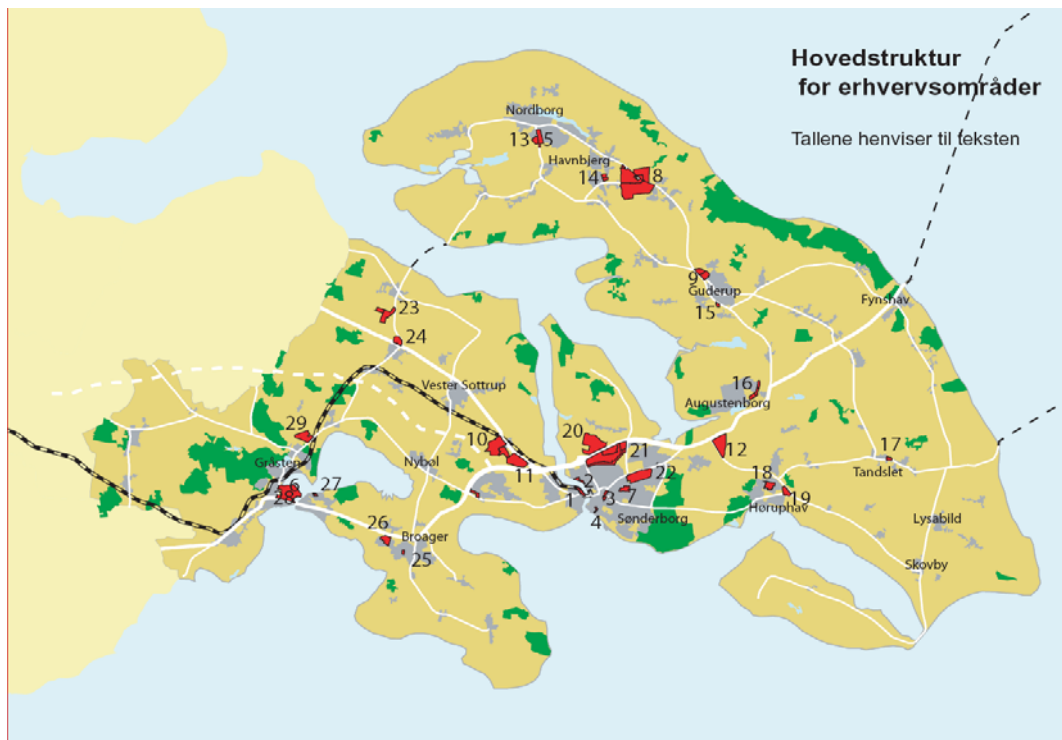 Hovedstruktur
for erhvervsområder
Tallene henviser til teksten
Nordborg
13
5
Havnbjerg
14
8
9
Guderup
15
Fynshav
23
24
Vester Sottrup
16
Augustenborg
29
10
20
21
12
17
Gråsten
Nybøl
11
22
18
Tandslet
6
27
2
28
1
3
7
19
Høruphav
4
Sønderborg
Lysabild
26
Broager
25
Skovby